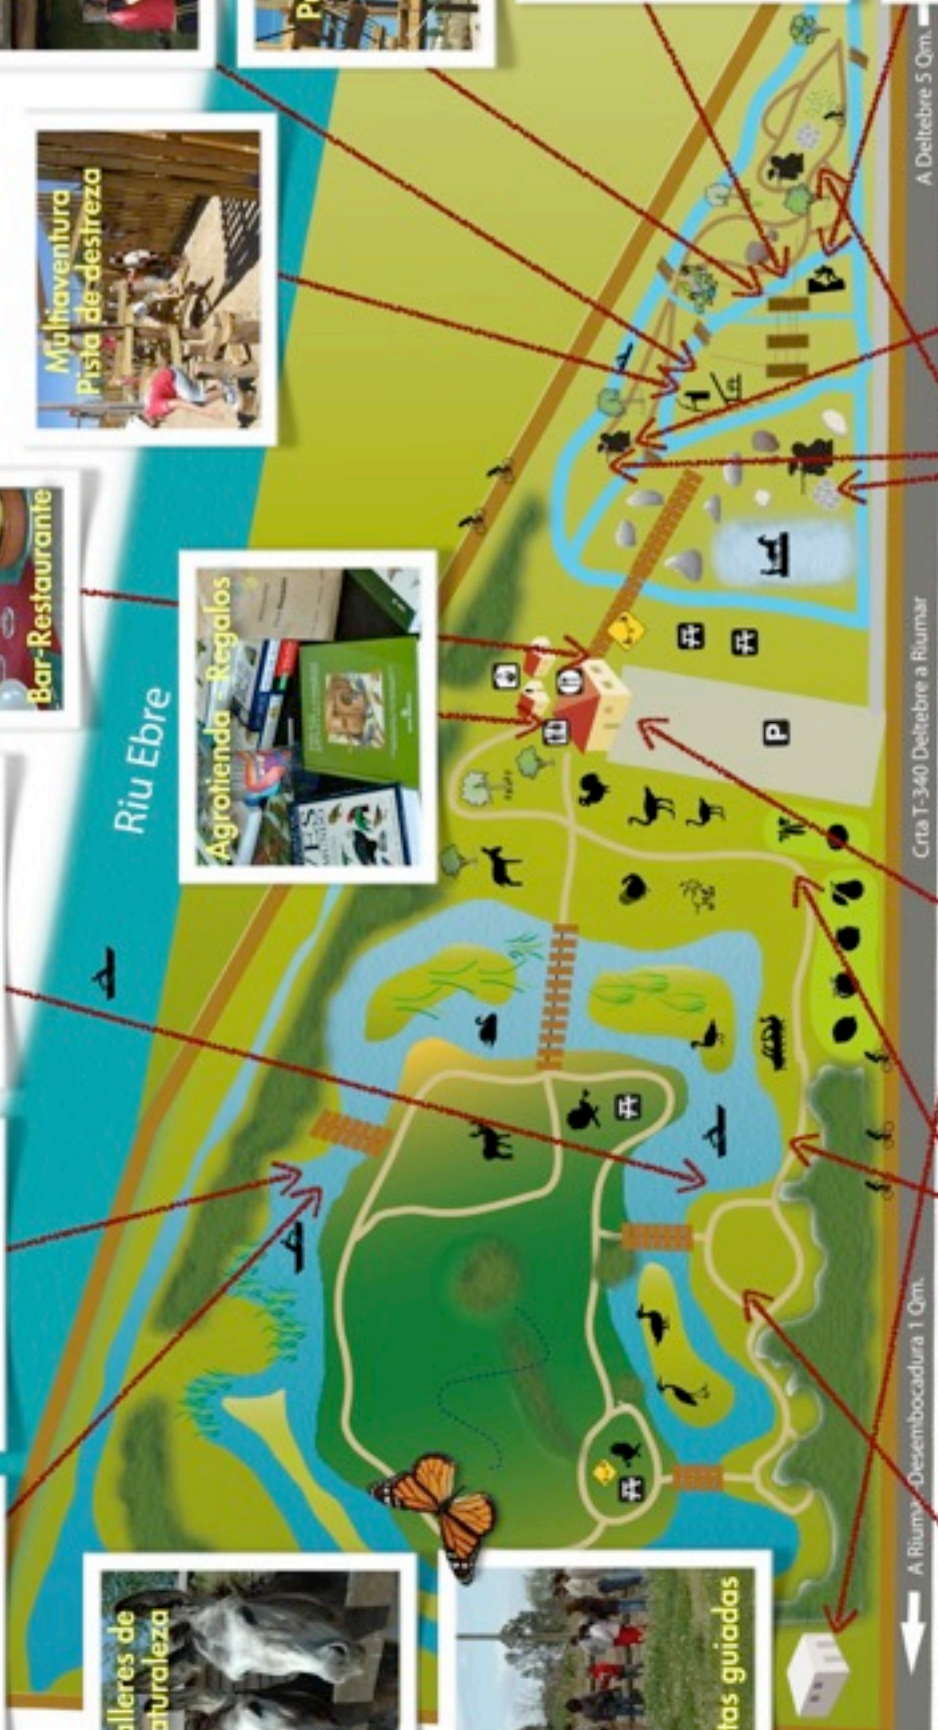 P
Multiaventura
Pista de destreza
Bar-Restaurante
Riu Ebre
Agrotienda - Regalos
P
alleres de
aturaleza
tas guiadas
A Deltebre 5 Qm.
Crta T-340 Deltebre a Riumar
A Riumar-Desembocadura 1 Qm.